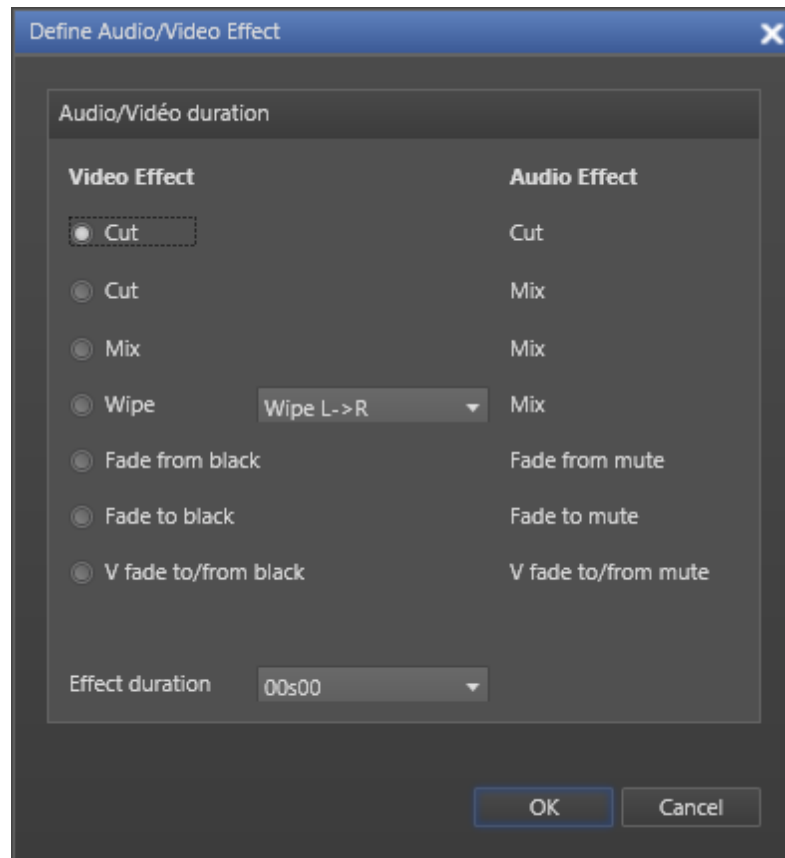 Define Audio/Video Effect
Audio/Vidéo duration
Video Effect Audio Effect
Cut Cut
Cut Mix
Mix Mix
Wipe Wipe L->R Mix
Fade from black Fade from mute
Fade to black Fade to mute
V fade to/from black V fade to/from mute
Effect duration 00s00
OK Cancel